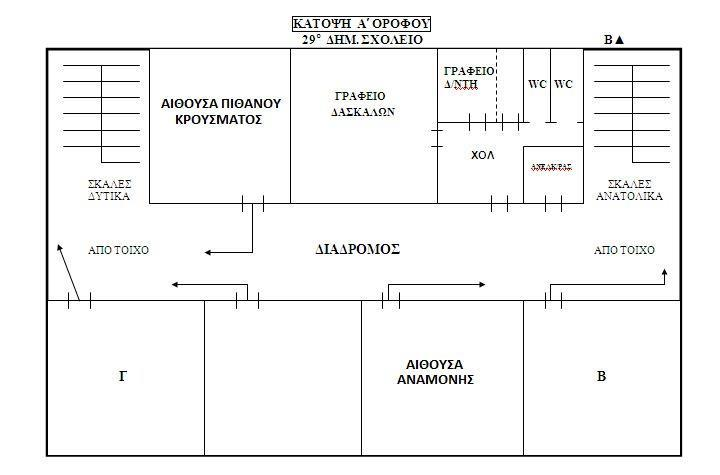 ΚΑΤΟΨΗ Α΄ ΟΡΟΦΟΥ
29° ΔΗΜ. ΣΧΟΛΕΙΟ
Β▲
ΑΙΘΟΥΣΑ ΠΙΘΑΝΟΥ
ΚΡΟΥΣΜΑΤΟΣ
ΓΡΑΦΕΙΟ
ΔΑΣΚΑΛΩΝ
ΓΡΑΦΕΙΟ
Δ/ΝΤΗ
WC
WC
ΧΟΛ
ΣΚΑΛΕΣ
ΔΥΤΙΚΑ
ΣΚΑΛΕΣ
ΑΝΑΤΟΛΙΚΑ
ΑΠΟ ΤΟΙΧΟ
ΔΙΑΔΡΟΜΟΣ
ΑΠΟ ΤΟΙΧΟ
Γ
ΑΙΘΟΥΣΑ
ΑΝΑΜΟΝΗΣ
Β